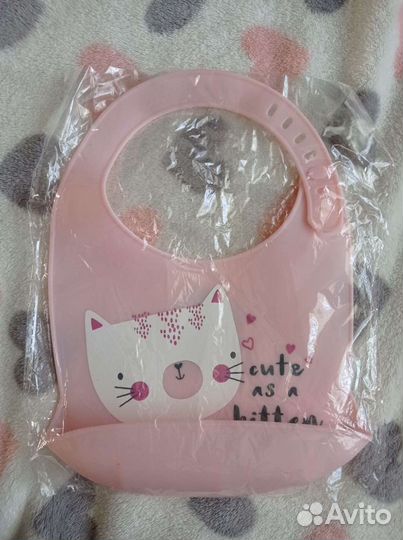 cute
as a
kitten
Avito